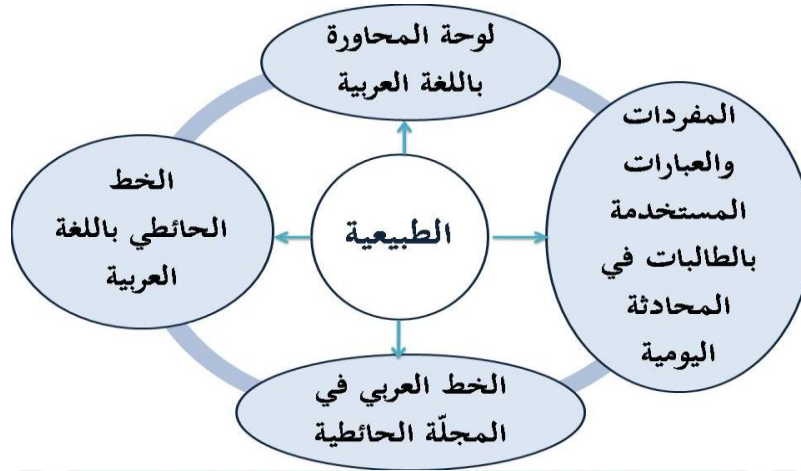 لوحة المحاورة
باللغة العربية
المفردات
والعبارات
المستخدمة
بالطالبات في
المحادثة
اليومية
الطبيعية
الخط
الحائطي باللغة
العربية
الخط العربي في
المجلّة الحائطية